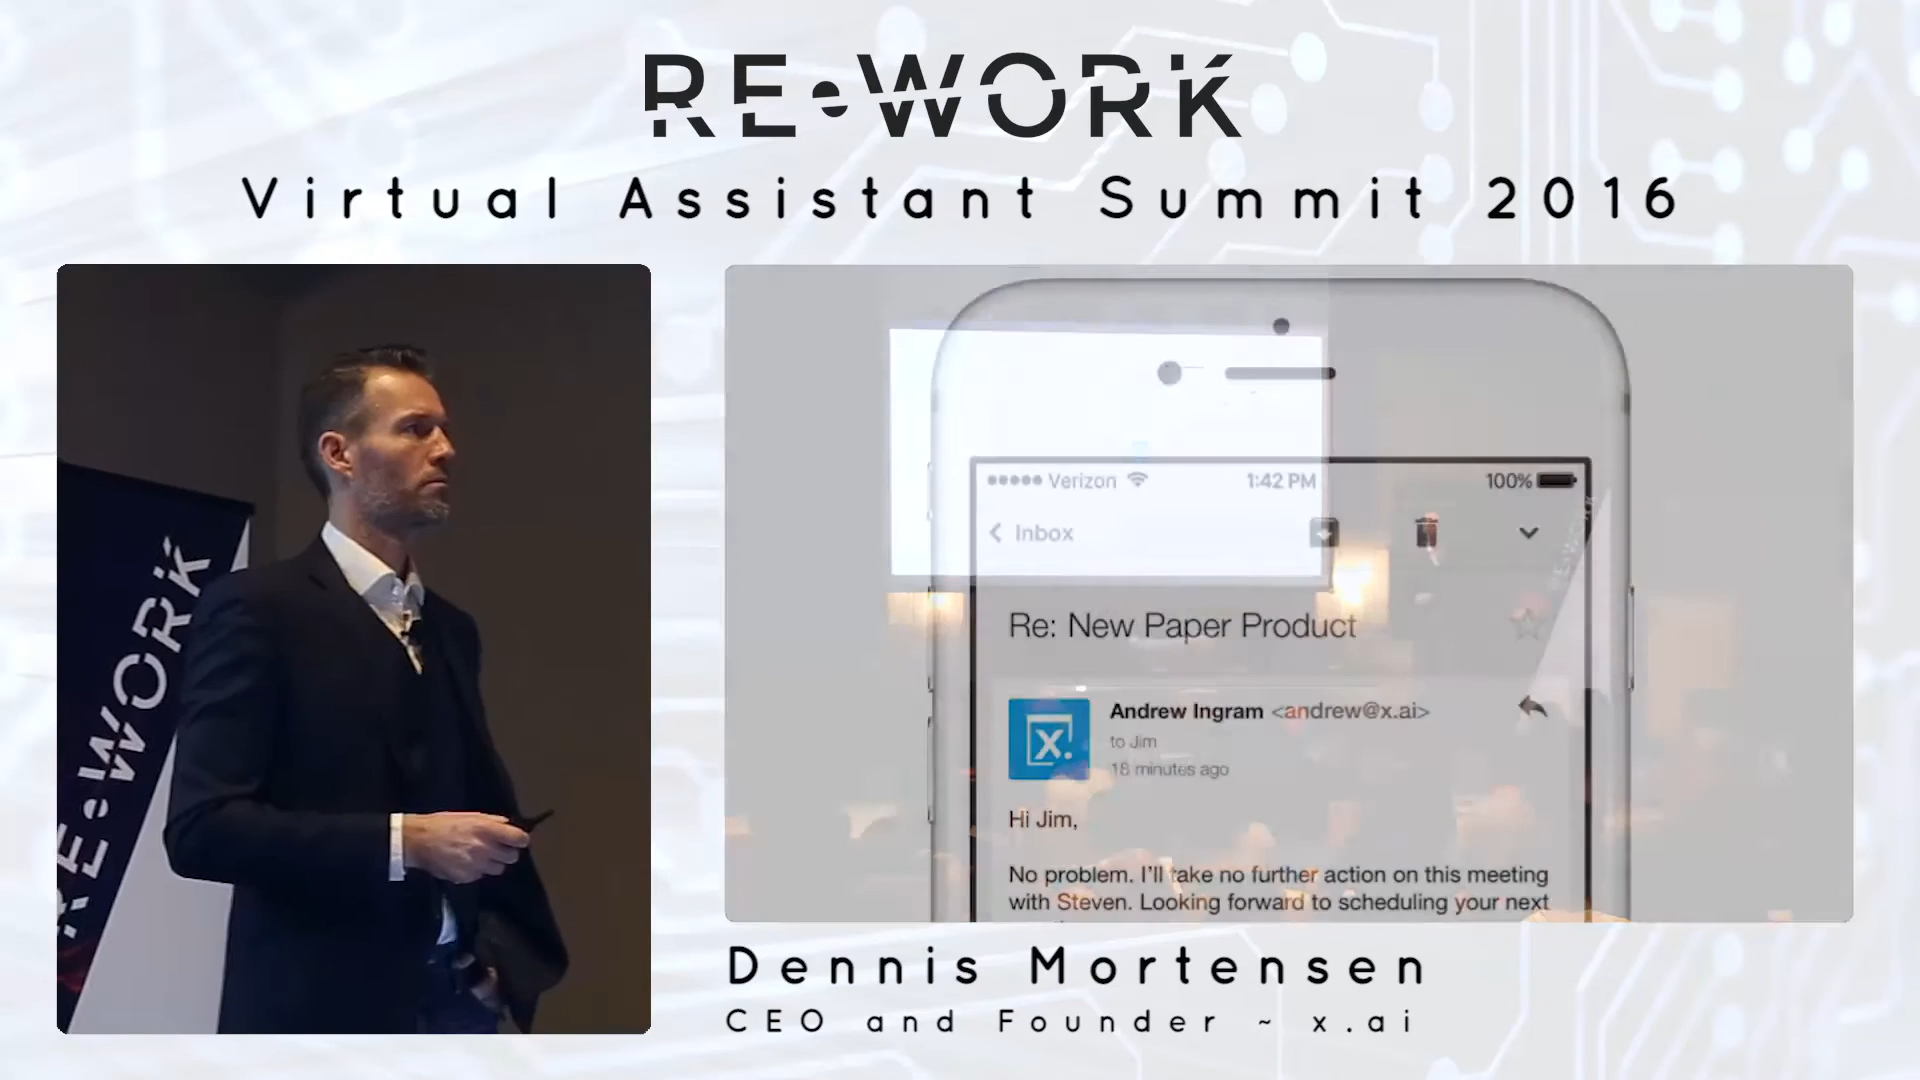 RE•WORK
Virtual Assistant Summit 2016
RE•WORK
Verizon 1:42 PM 100%
Inbox
Re: New Paper Product
Andrew Ingram <andrew@x.ai>
to Jim
18 minutes ago
x.
Hi Jim,
No problem. I'll take no further action on this meeting
with Steven. Looking forward to scheduling your next
Dennis Mortensen
CEO and Founder ~ x.ai